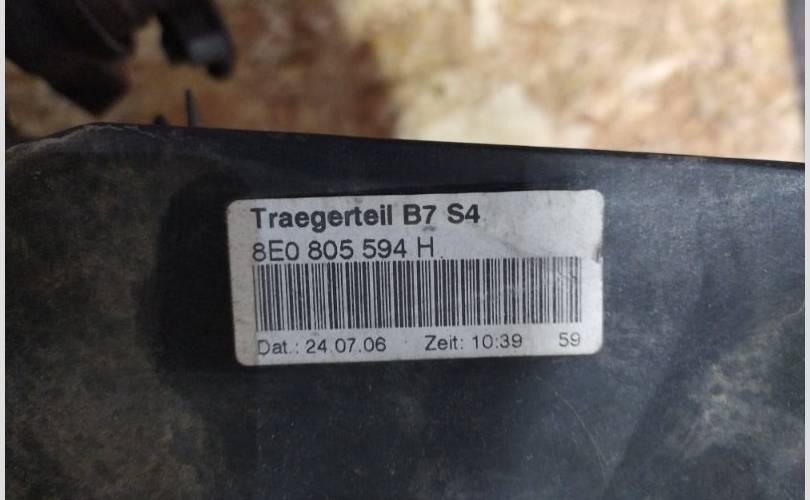 Traegerteil B7 S4
8E0 805 594 H
Dat.: 24.07.06 Zeit: 10:39 59